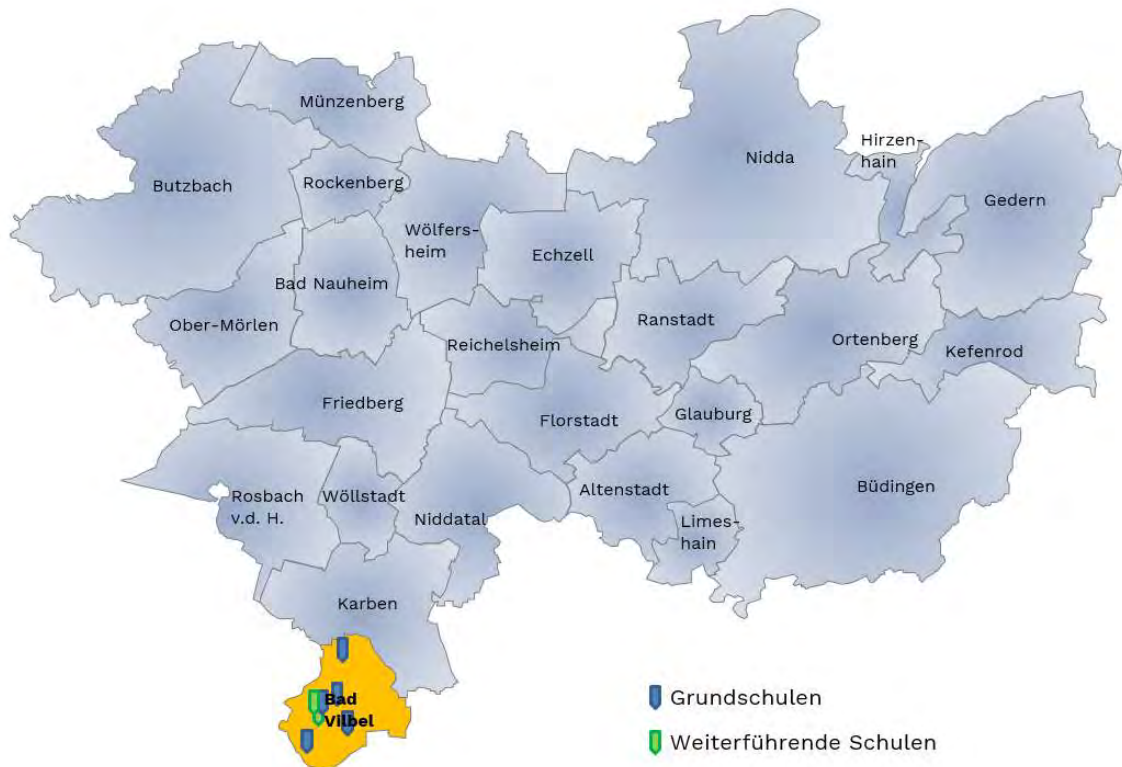 Münzenberg
Hirzen-
hain
Nidda
Butzbach
Rockenberg
Gedern
Wölfers-
heim
Echzell
Bad Nauheim
Ober-Mörlen
Ranstadt
Reichelsheim
Ortenberg
Kefenrod
Friedberg
Florstadt
Glauburg
Rosbach
v.d. H.
Wöllstadt
Niddatal
Altenstadt
Limes-
hain
Büdingen
Karben
Bad
Vilbel
Grundschulen
Weiterführende Schulen